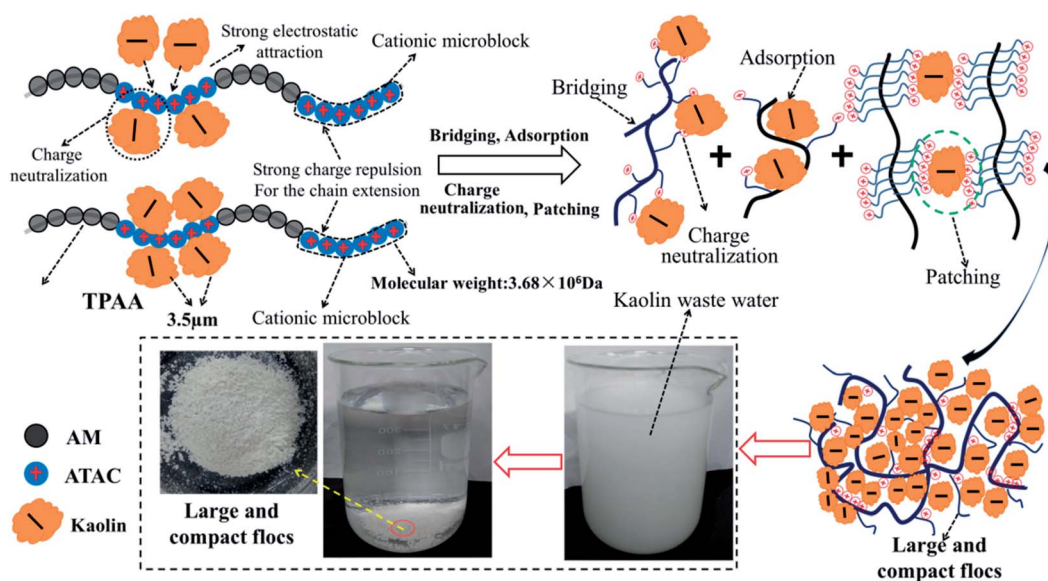 Strong electrostatic
attraction
Cationic microblock
Charge
neutralization
Strong charge repulsion
For the chain extension
TPAA
3.5μm
Cationic microblock
Molecular weight:3.68×10⁶Da
Bridging, Adsorption
Charge
neutralization, Patching
Bridging
Adsorption
Charge
neutralization
Patching
Kaolin waste water
AM
ATAC
Kaolin
Large and
compact flocs
Large and
compact flocs